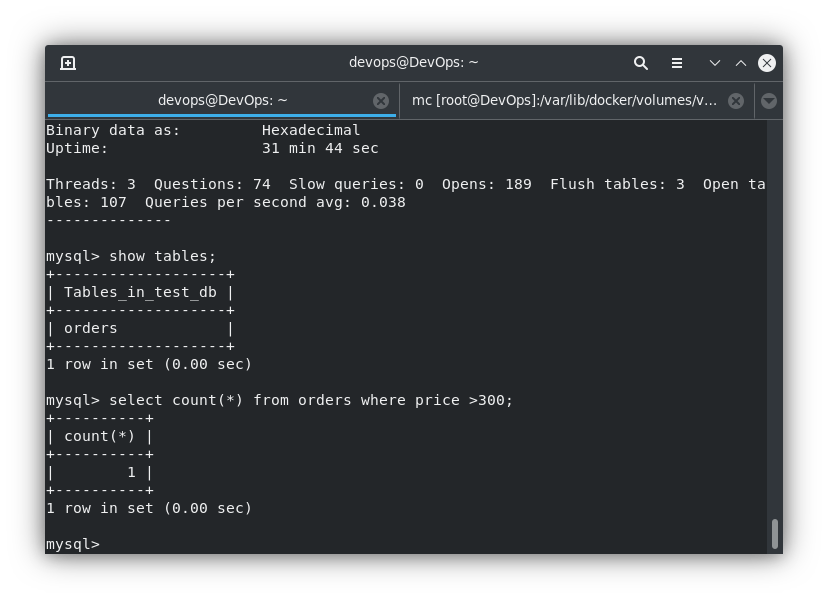 devops@DevOps: ~
devops@DevOps: ~
mc [root@DevOps]:/var/lib/docker/volumes/v...
Binary data as:         Hexadecimal
Uptime:                 31 min 44 sec
Threads: 3  Questions: 74  Slow queries: 0  Opens: 189  Flush tables: 3  Open ta
bles: 107  Queries per second avg: 0.038
--------------
mysql> show tables;
+-------------------+
| Tables_in_test_db |
+-------------------+
| orders            |
+-------------------+
1 row in set (0.00 sec)
mysql> select count(*) from orders where price >300;
+----------+
| count(*) |
+----------+
|        1 |
+----------+
1 row in set (0.00 sec)
mysql>